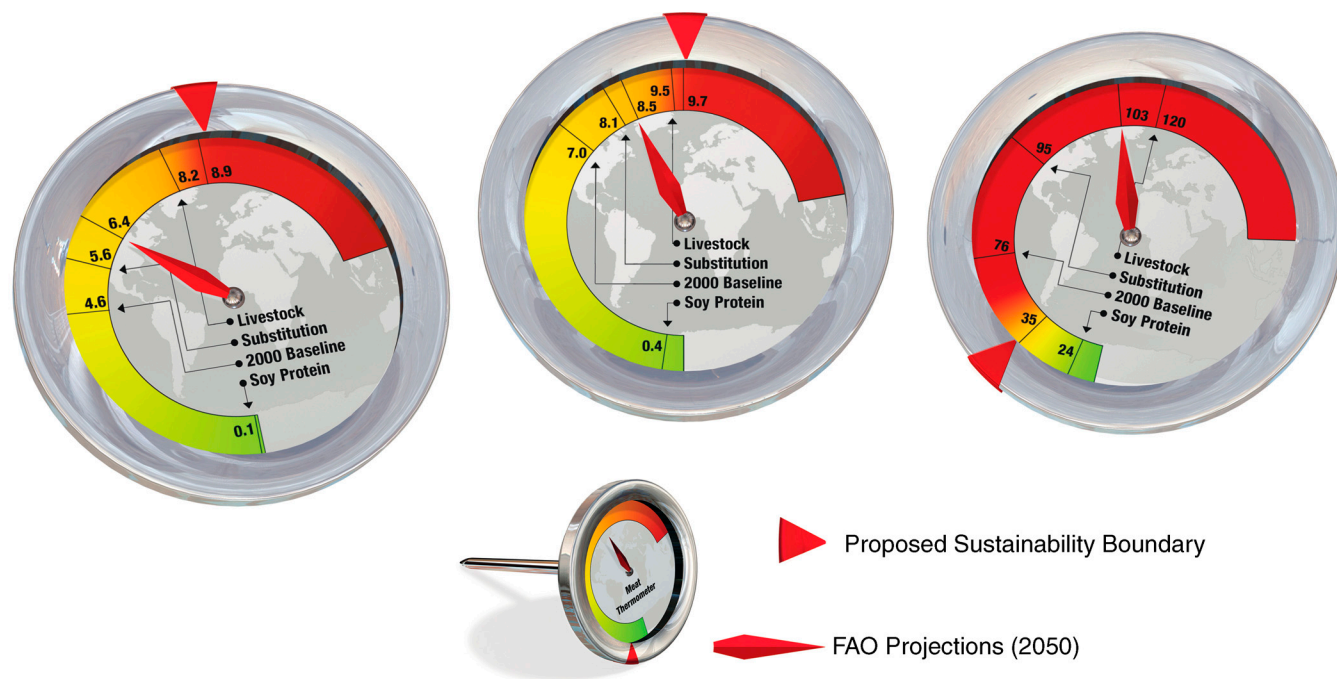 4.6
5.6
6.4
8.2
8.9
0.1
Livestock
Substitution
2000 Baseline
Soy Protein
7.0
8.1
8.5
9.5
9.7
0.4
Livestock
Substitution
2000 Baseline
Soy Protein
24
35
76
95
103
120
Livestock
Substitution
2000 Baseline
Soy Protein
Meat
Thermometer
Proposed Sustainability Boundary
FAO Projections (2050)